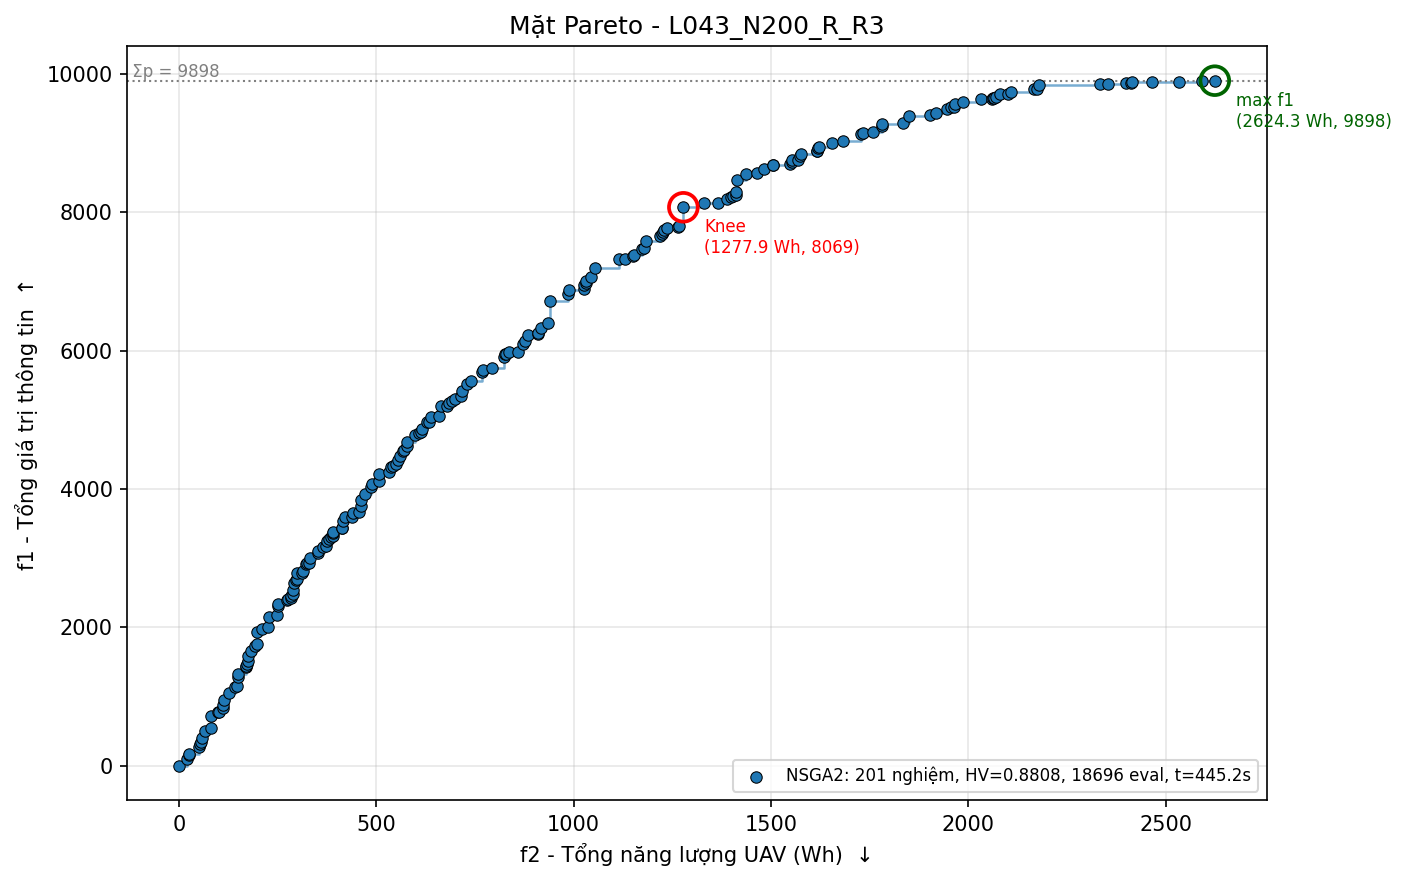 Mặt Pareto - L043_N200_R_R3
10000
Σp = 9898
max f1
(2624.3 Wh, 9898)
8000
Knee
(1277.9 Wh, 8069)
6000
4000
2000
0
f1 - Tổng giá trị thông tin ↑
NSGA2: 201 nghiệm, HV=0.8808, 18696 eval, t=445.2s
0 500 1000 1500 2000 2500
f2 - Tổng năng lượng UAV (Wh) ↓